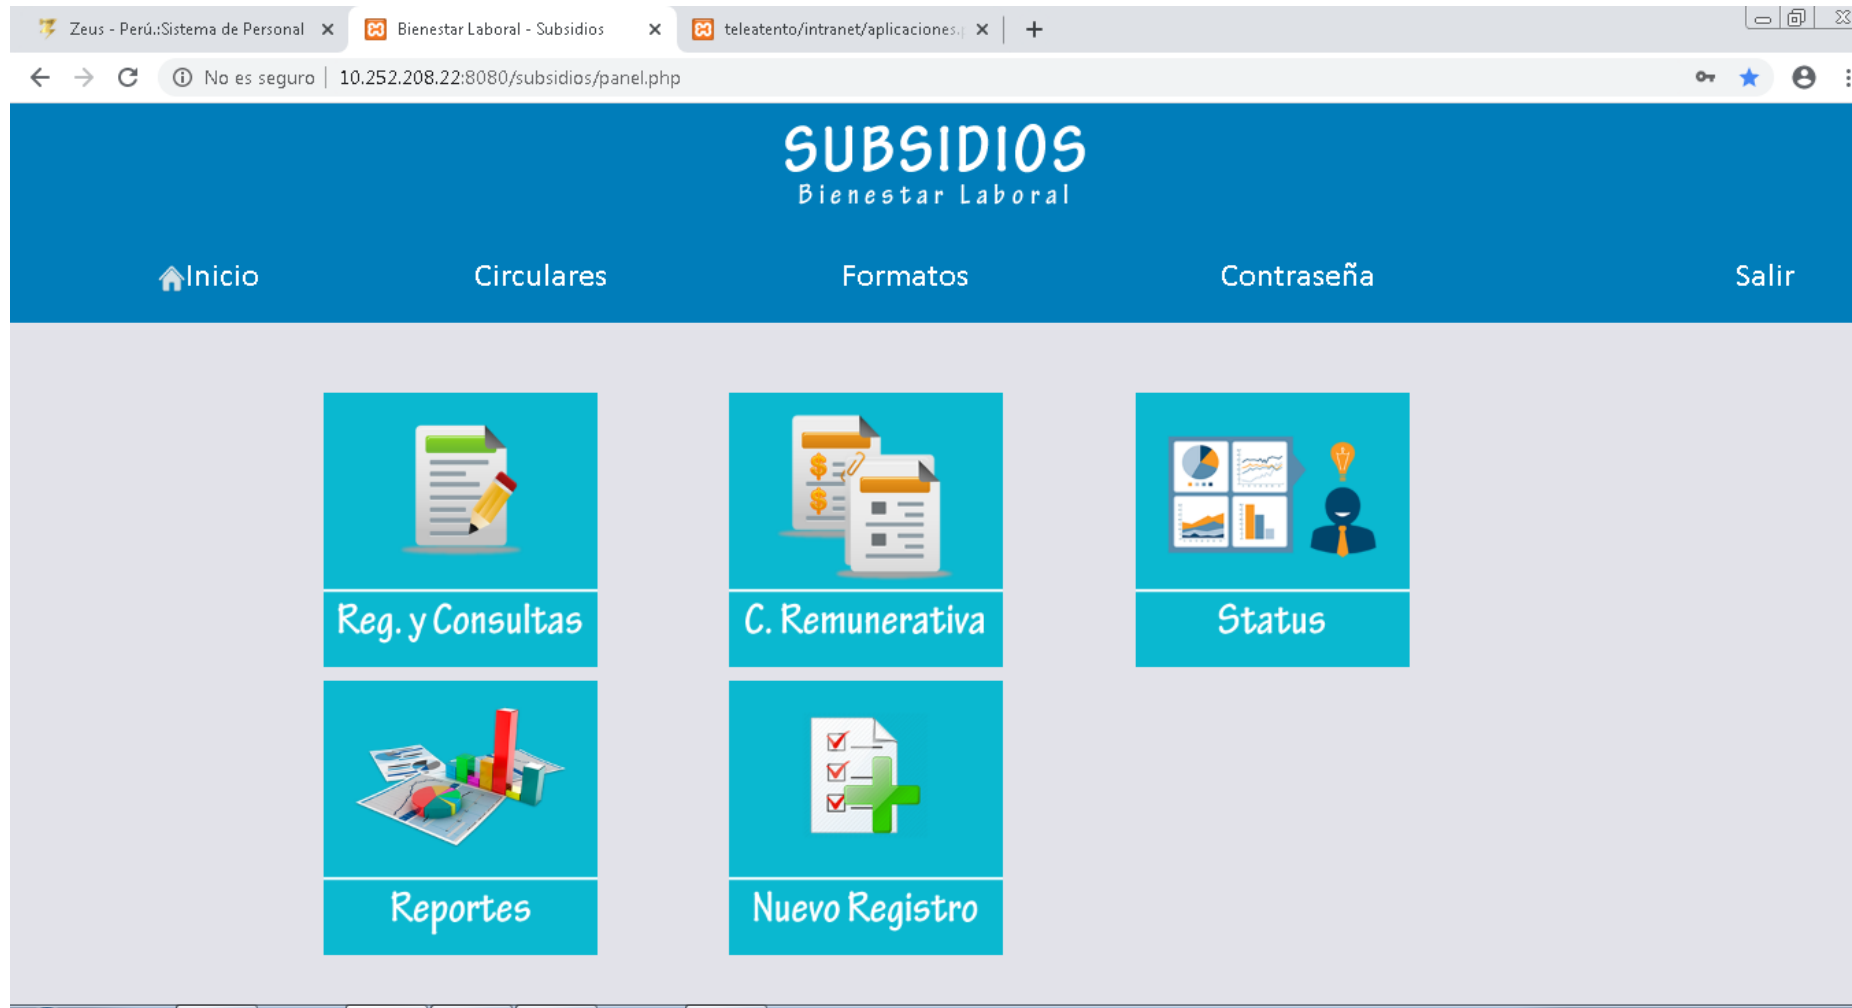 Zeus - Perú.:Sistema de Personal
Bienestar Laboral - Subsidios
teleatento/intranet/aplicaciones.
No es seguro | 10.252.208.22:8080/subsidios/panel.php
SUBSIDIOS
Bienestar Laboral
Inicio
Circulares
Formatos
Contraseña
Salir
Reg. y Consultas
C. Remunerativa
Status
Reportes
Nuevo Registro